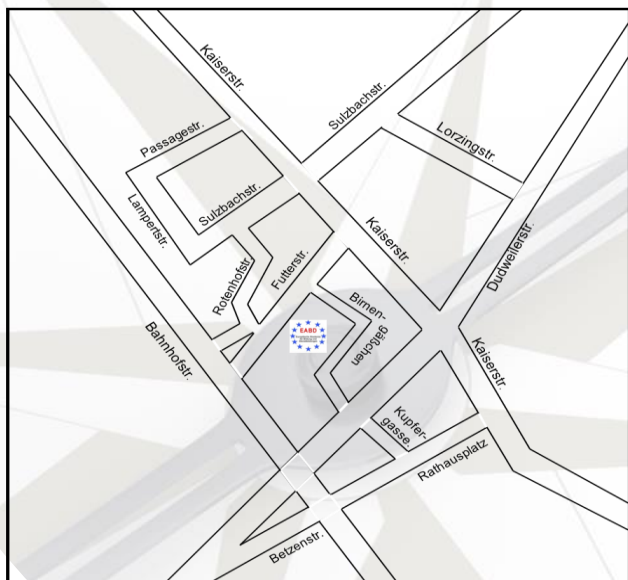 Kaiserstr.
Sulzbachstr.
Passagestr.
Lorzingstr.
Lampertstr.
Sulzbachstr.
Kaiserstr.
Dudweilerstr.
Rotenhofstr.
Futterstr.
Birnen-
gäßchen
EABD
Bahnhofstr.
Kaiserstr.
Kupfer-
gasse.
Rathausplatz
Betzenstr.